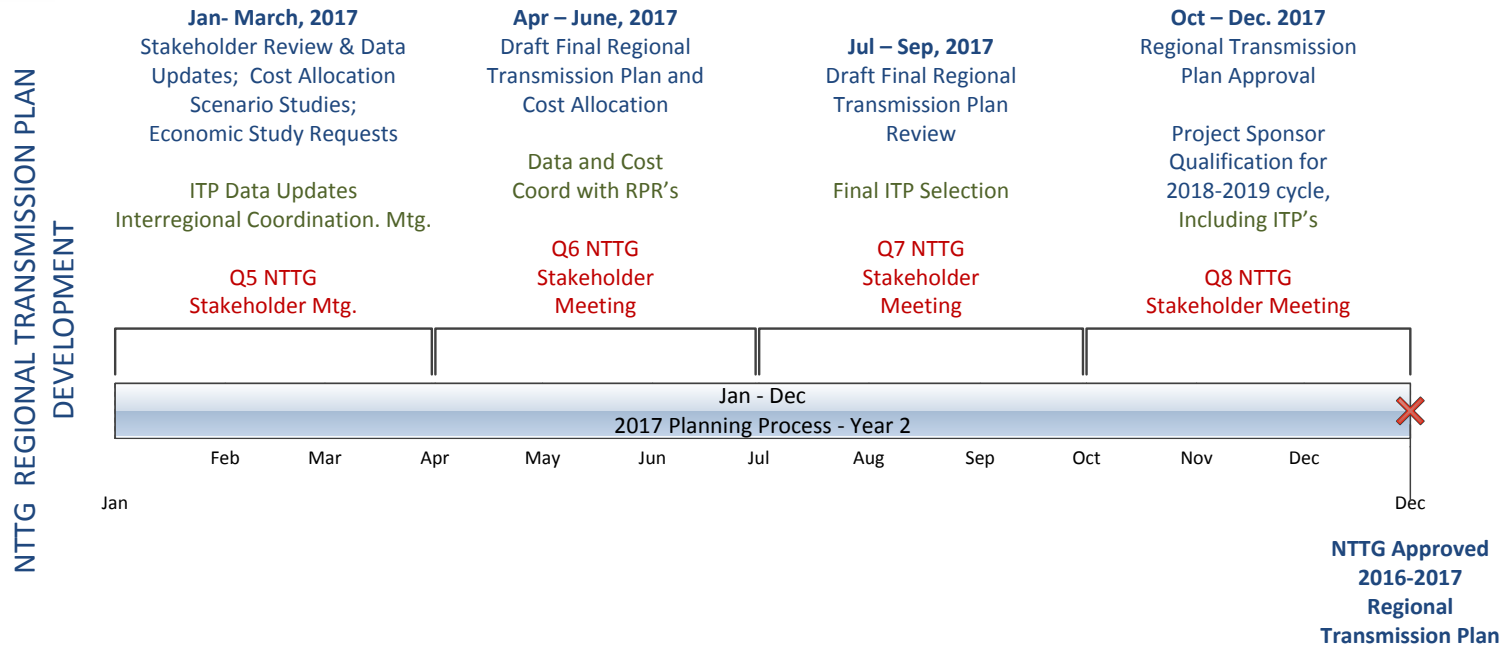 NTTG REGIONAL TRANSMISSION PLAN
DEVELOPMENT
Jan- March, 2017
Stakeholder Review & Data
Updates; Cost Allocation
Scenario Studies;
Economic Study Requests
ITP Data Updates
Interregional Coordination. Mtg.
Q5 NTTG
Stakeholder Mtg.
Apr – June, 2017
Draft Final Regional
Transmission Plan and
Cost Allocation
Data and Cost
Coord with RPR’s
Q6 NTTG
Stakeholder
Meeting
Jul – Sep, 2017
Draft Final Regional
Transmission Plan
Review
Final ITP Selection
Q7 NTTG
Stakeholder
Meeting
Oct – Dec. 2017
Regional Transmission
Plan Approval
Project Sponsor
Qualification for
2018-2019 cycle,
Including ITP’s
Q8 NTTG
Stakeholder Meeting
Jan - Dec
2017 Planning Process - Year 2
Feb Mar Apr May Jun Jul Aug Sep Oct Nov Dec
Jan Dec
NTTG Approved
2016-2017
Regional
Transmission Plan